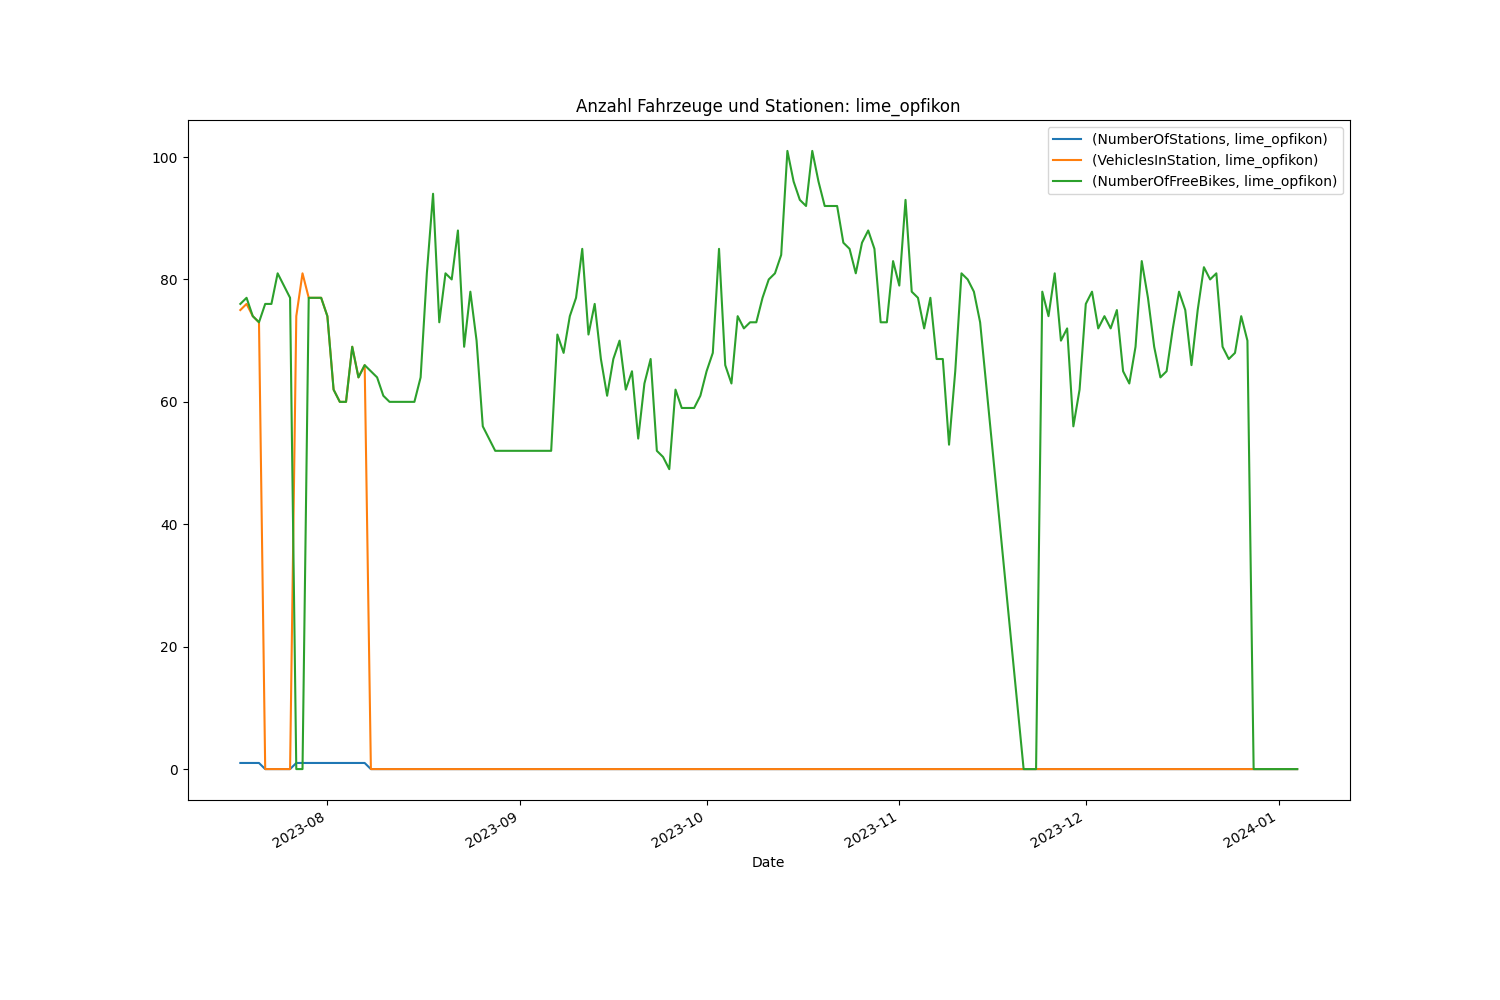 Anzahl Fahrzeuge und Stationen: lime_opfikon
(NumberOfStations, lime_opfikon)
(VehiclesInStation, lime_opfikon)
(NumberOfFreeBikes, lime_opfikon)
100
80
60
40
20
0
2023-08
2023-09
2023-10
2023-11
2023-12
2024-01
Date